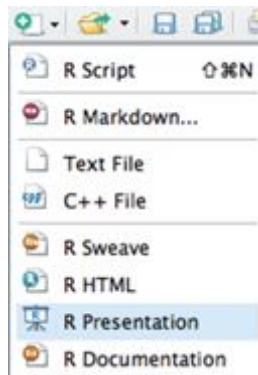 R Script ⇧⌘N
R Markdown...
Text File
C++ File
R Sweave
R HTML
R Presentation
R Documentation